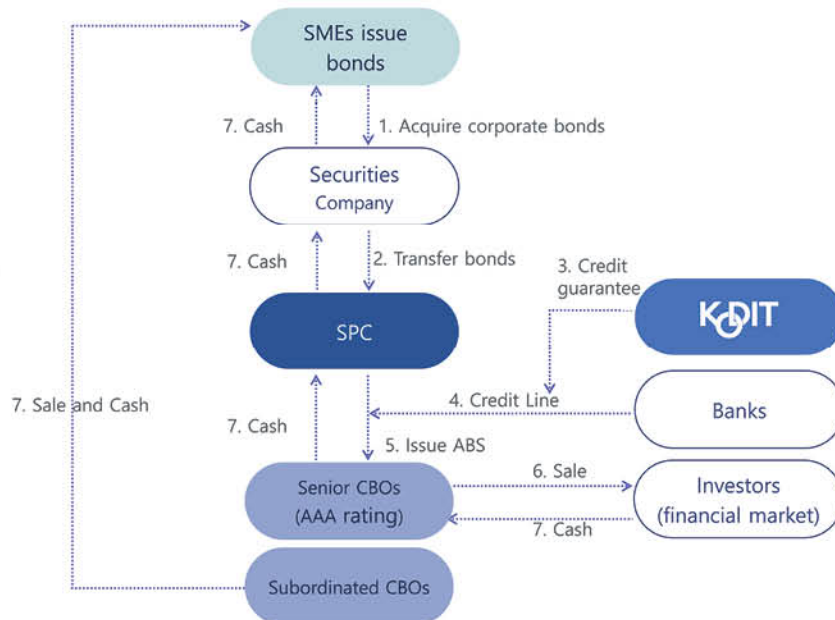 SMEs issue
bonds
7. Cash
1. Acquire corporate bonds
Securities
Company
7. Cash
2. Transfer bonds
3. Credit
guarantee
KODIT
SPC
7. Sale and Cash
4. Credit Line
Banks
7. Cash
5. Issue ABS
Senior CBOs
(AAA rating)
6. Sale
Investors
(financial market)
7. Cash
Subordinated CBOs